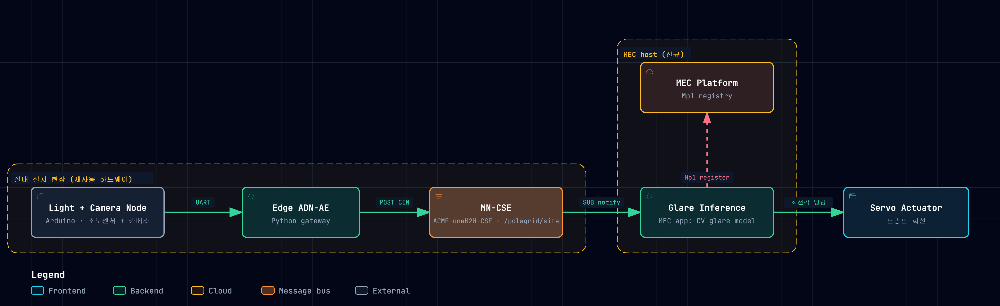 MEC host (신규)
MEC Platform
Mp1 registry
Mp1 register
실내 설치 현장 (재사용 하드웨어)
Light + Camera Node
Arduino · 조도센서 + 카메라
UART
Edge ADN-AE
Python gateway
POST CIN
MN-CSE
ACME-oneM2M-CSE · /polagrid/site
SUB notify
Glare Inference
MEC app: CV glare model
회전각 명령
Servo Actuator
편광판 회전
Legend
Frontend
Backend
Cloud
Message bus
External